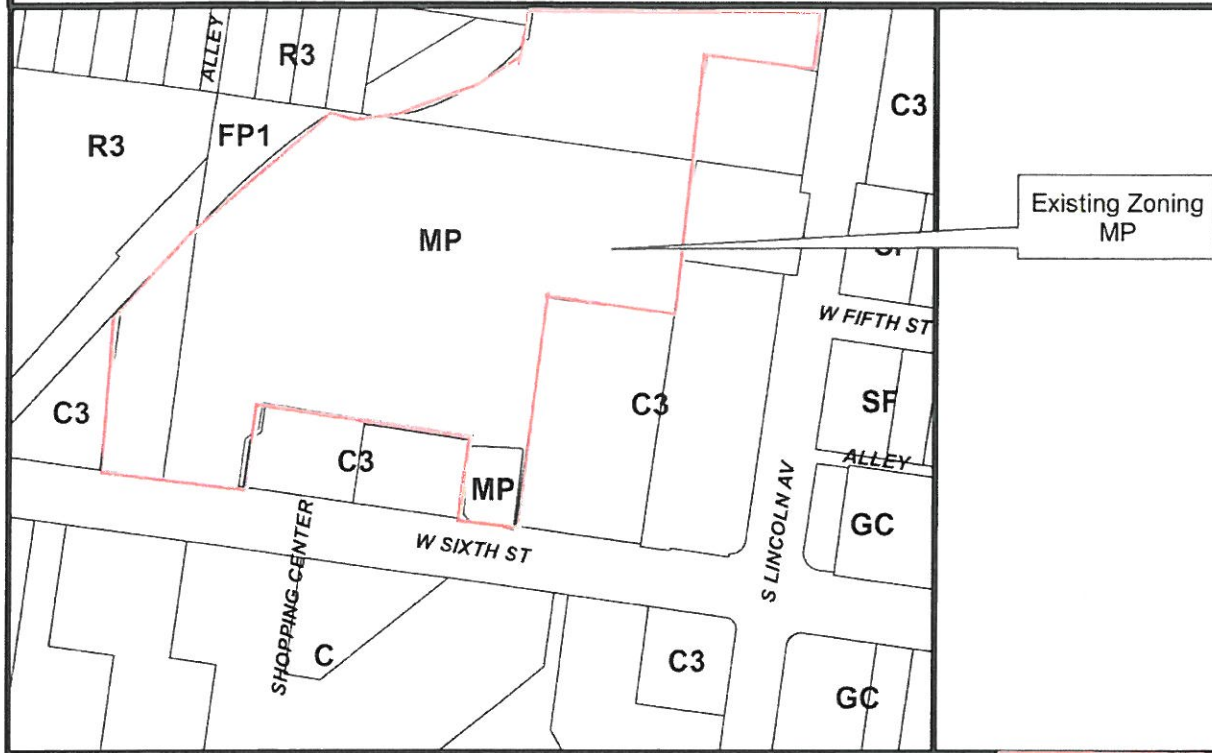 ALLEY
R3
C3
R3
FP1
MP
Existing Zoning
MP
W FIFTH ST
C3
C3
SF
ALLEY
C3
MP
GC
W SIXTH ST
S LINCOLN AV
SHOPPING CENTER
C
C3
GC